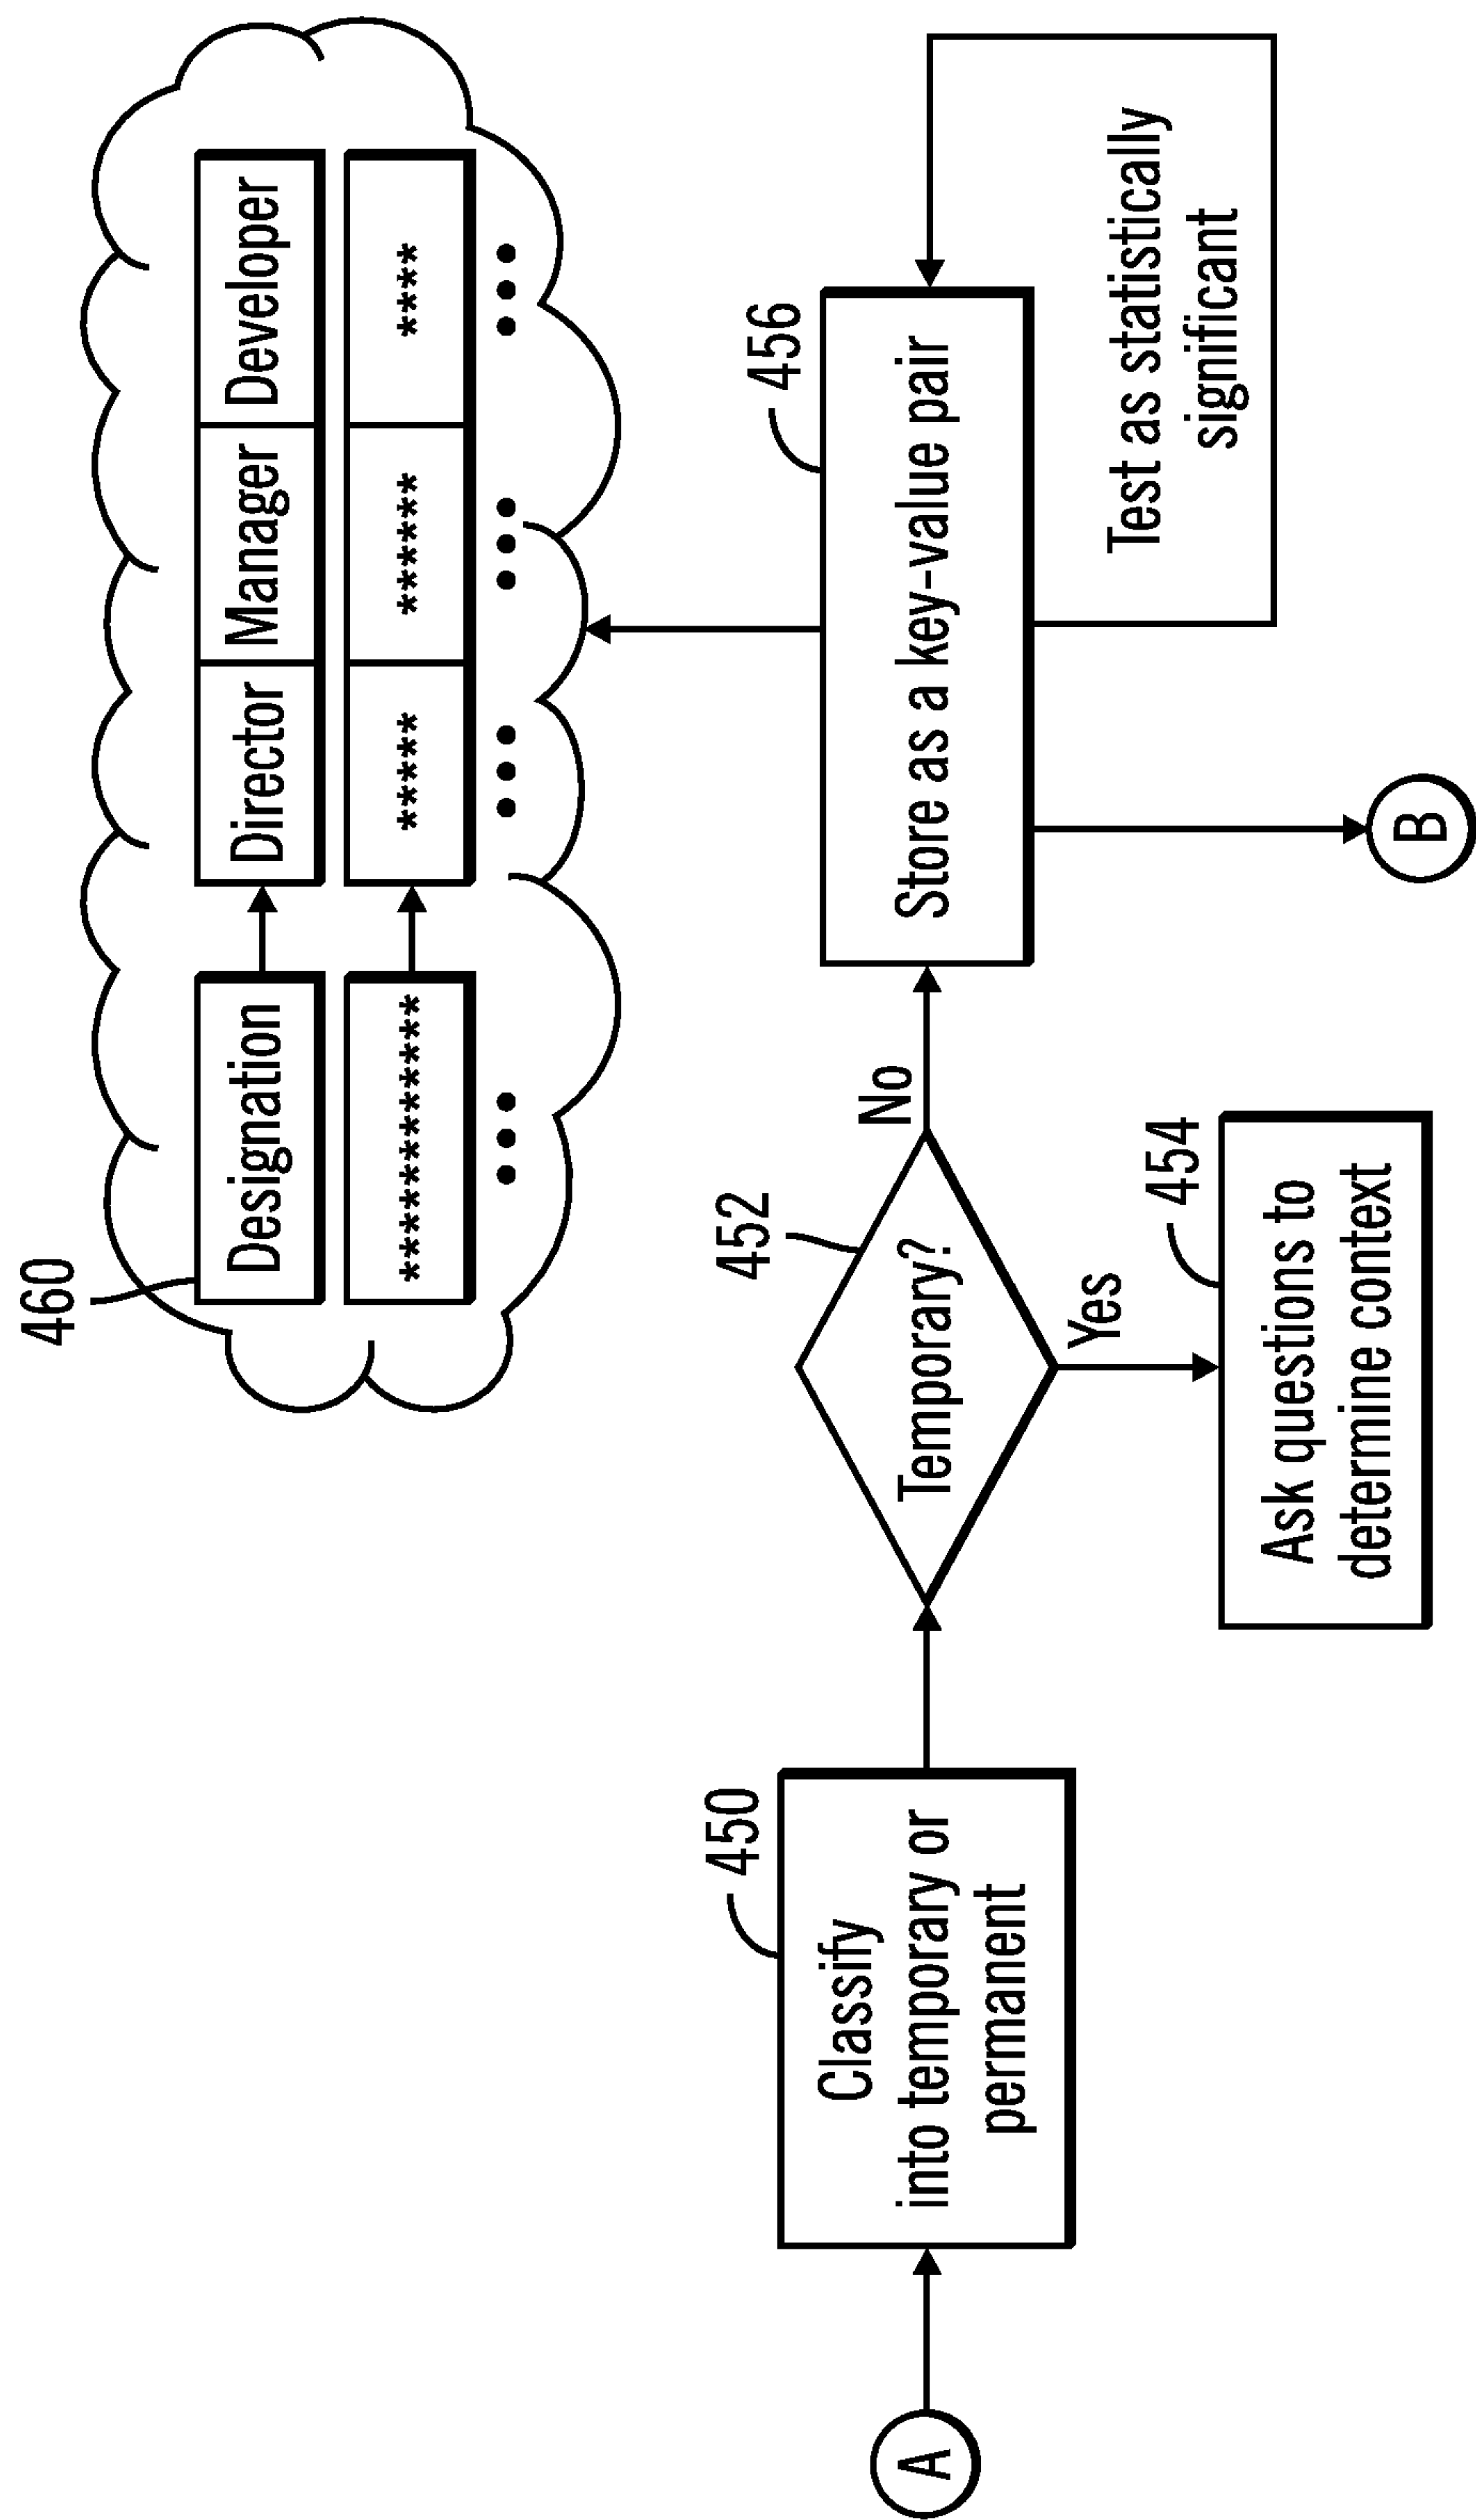 460
Designation
Director
Manager
Developer
************
*****
******
****
A
450
Classify
into temporary or
permanent
452
Temporary?
No
Yes
454
Ask questions to
determine context
456
Store as a key-value pair
Test as statistically
significant
B